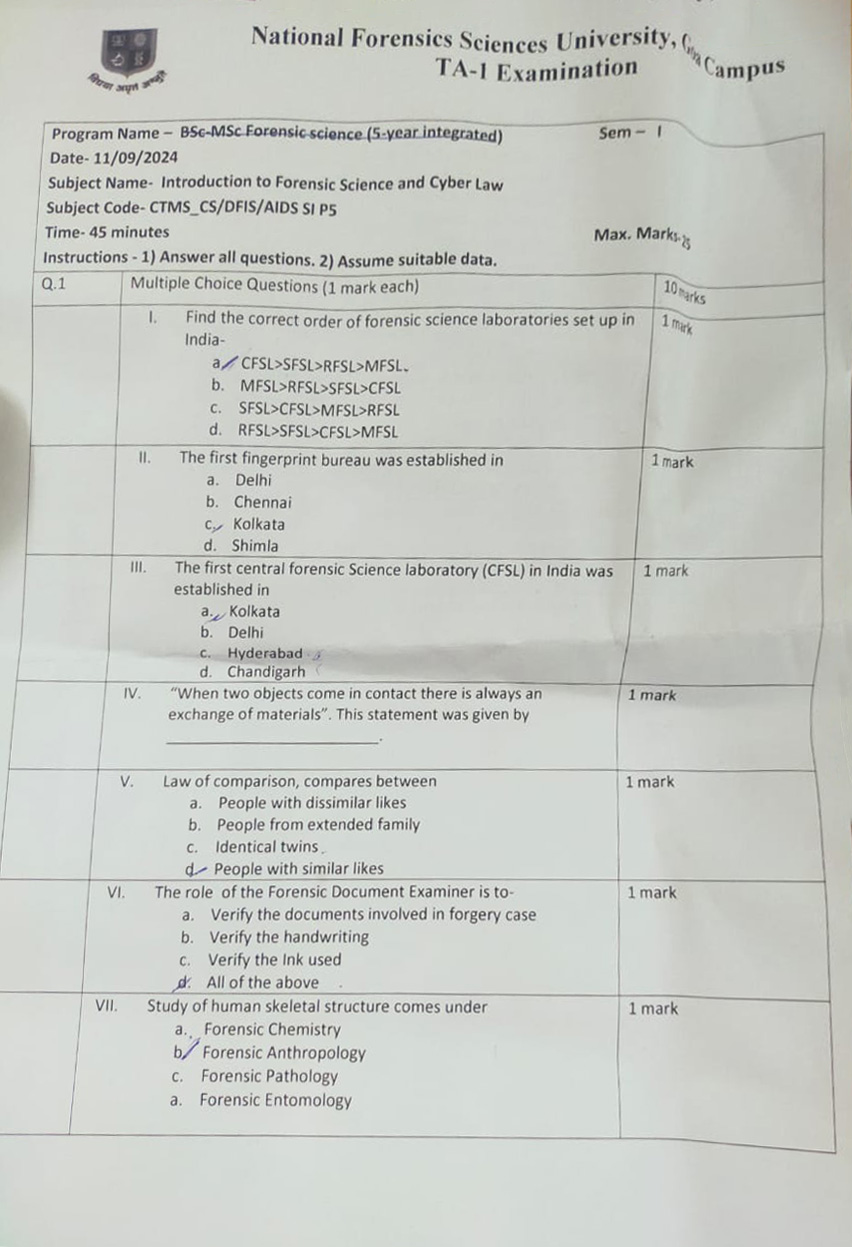 National Forensics Sciences University, Goa Campus
TA-1 Examination
विद्या अमृतं अश्नुते
Program Name – BSc-MSc Forensic science (5-year integrated) Sem – I
Date- 11/09/2024
Subject Name- Introduction to Forensic Science and Cyber Law
Subject Code- CTMS_CS/DFIS/AIDS SI P5
Time- 45 minutes Max. Marks-25
Instructions - 1) Answer all questions. 2) Assume suitable data.
Q.1 Multiple Choice Questions (1 mark each) 10 marks
I. Find the correct order of forensic science laboratories set up in 1 mark
India-
a. CFSL>SFSL>RFSL>MFSL.
b. MFSL>RFSL>SFSL>CFSL
c. SFSL>CFSL>MFSL>RFSL
d. RFSL>SFSL>CFSL>MFSL
II. The first fingerprint bureau was established in 1 mark
a. Delhi
b. Chennai
c. Kolkata
d. Shimla
III. The first central forensic Science laboratory (CFSL) in India was 1 mark
established in
a. Kolkata
b. Delhi
c. Hyderabad
d. Chandigarh
IV. “When two objects come in contact there is always an 1 mark
exchange of materials”. This statement was given by
____________________________.
V. Law of comparison, compares between 1 mark
a. People with dissimilar likes
b. People from extended family
c. Identical twins
d. People with similar likes
VI. The role of the Forensic Document Examiner is to- 1 mark
a. Verify the documents involved in forgery case
b. Verify the handwriting
c. Verify the Ink used
d. All of the above
VII. Study of human skeletal structure comes under 1 mark
a. Forensic Chemistry
b. Forensic Anthropology
c. Forensic Pathology
a. Forensic Entomology